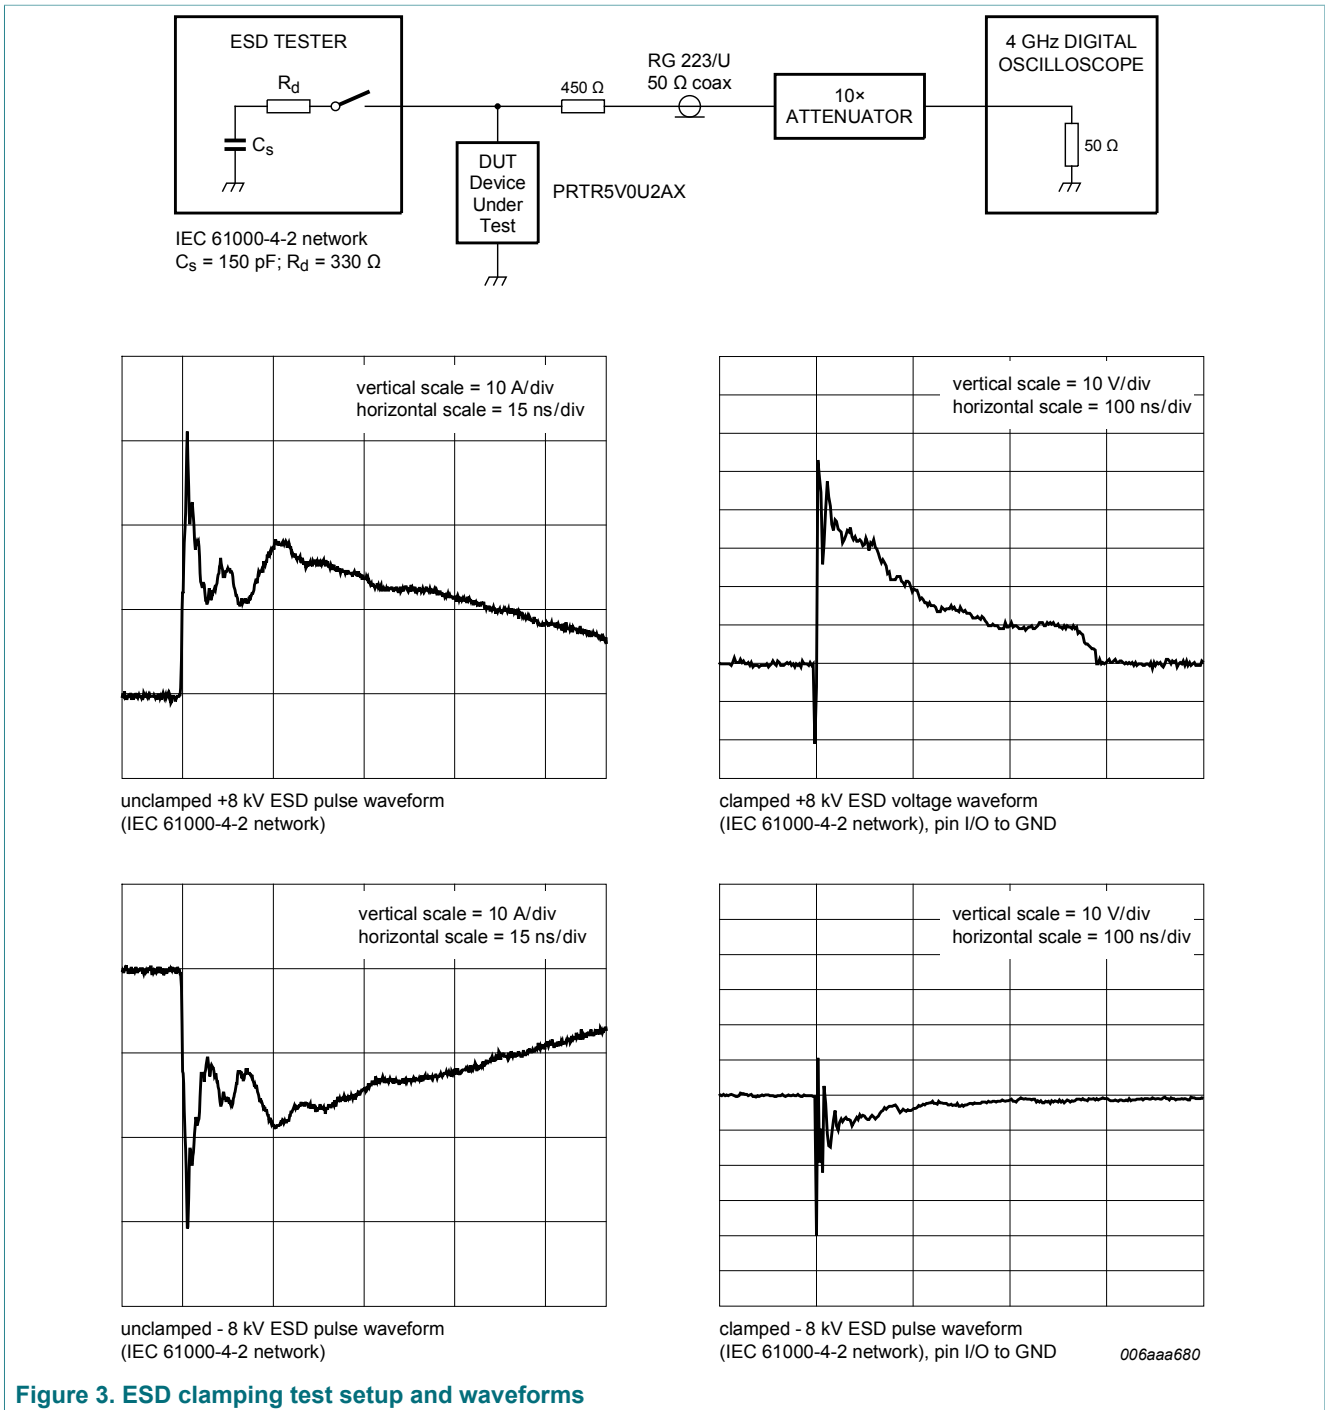 ESD TESTER
R_d
C_s
IEC 61000-4-2 network
C_s = 150 pF; R_d = 330 Ω
DUT
Device
Under
Test
PRTR5V0U2AX
450 Ω
RG 223/U
50 Ω coax
10×
ATTENUATOR
4 GHz DIGITAL
OSCILLOSCOPE
50 Ω
vertical scale = 10 A/div
horizontal scale = 15 ns/div
unclamped +8 kV ESD pulse waveform
(IEC 61000-4-2 network)
vertical scale = 10 V/div
horizontal scale = 100 ns/div
clamped +8 kV ESD voltage waveform
(IEC 61000-4-2 network), pin I/O to GND
vertical scale = 10 A/div
horizontal scale = 15 ns/div
unclamped - 8 kV ESD pulse waveform
(IEC 61000-4-2 network)
vertical scale = 10 V/div
horizontal scale = 100 ns/div
clamped - 8 kV ESD pulse waveform
(IEC 61000-4-2 network), pin I/O to GND
006aaa680
Figure 3. ESD clamping test setup and waveforms